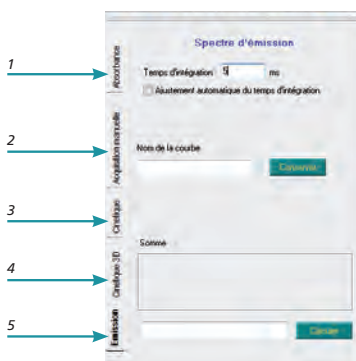 Spectre d'émission
1
Absorbance
Temps d'intégration 5 ms
Ajustement automatique du temps d'intégration
2
Acquisition manuelle
Nom de la courbe
Conserver
3
Cinétique
Somme
4
Cinétique 3D
5
Emission